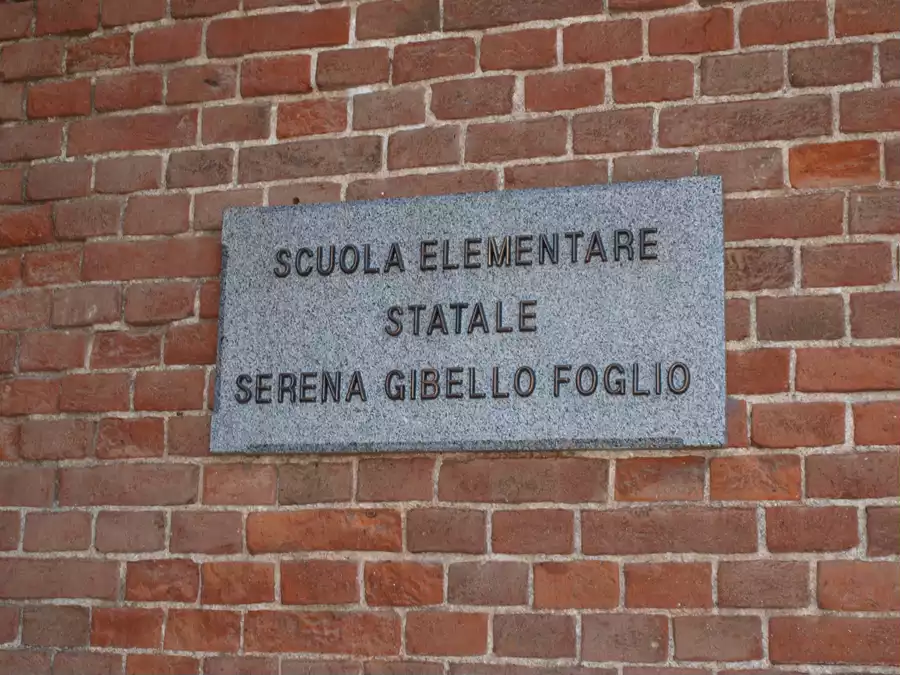 SCUOLA ELEMENTARE
STATALE
SERENA GIBELLO FOGLIO